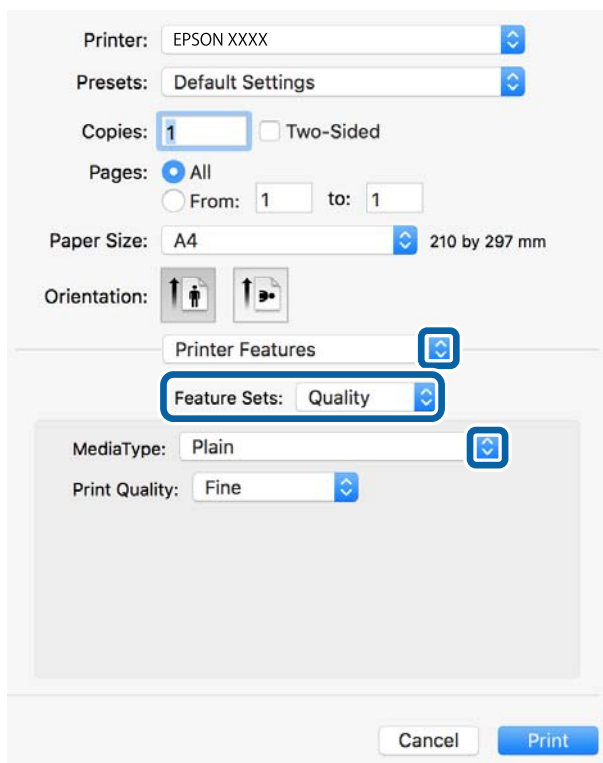 Printer: EPSON XXXX
Presets: Default Settings
Copies: 1 Two-Sided
Pages: All
From: 1 to: 1
Paper Size: A4 210 by 297 mm
Orientation:
Printer Features
Feature Sets: Quality
MediaType: Plain
Print Quality: Fine
Cancel Print